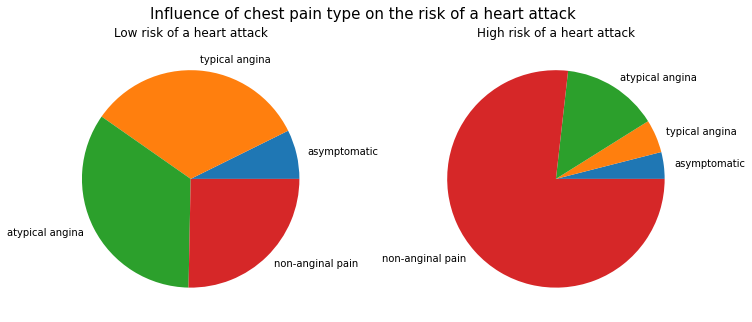 Influence of chest pain type on the risk of a heart attack
Low risk of a heart attack
typical angina
asymptomatic
atypical angina
non-anginal pain
High risk of a heart attack
atypical angina
typical angina
asymptomatic
non-anginal pain